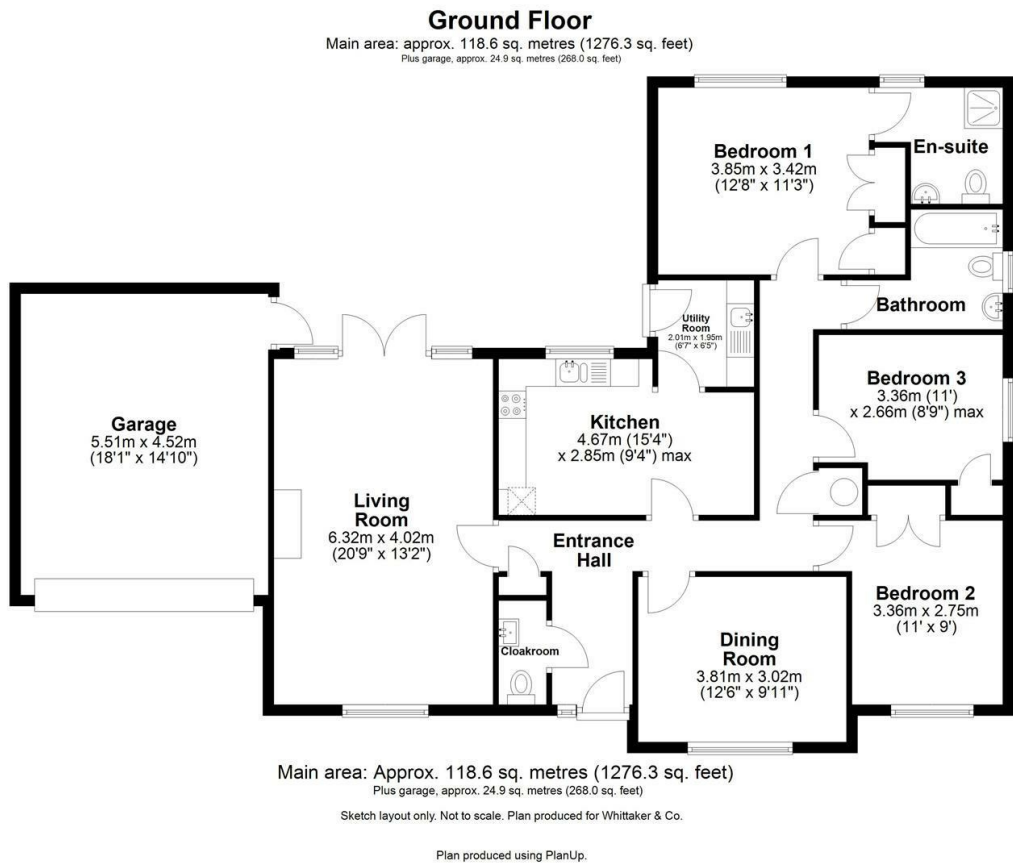 Ground Floor
Main area: approx. 118.6 sq. metres (1276.3 sq. feet)
Plus garage, approx. 24.9 sq. metres (268.0 sq. feet)
Bedroom 1
3.85m x 3.42m
(12'8" x 11'3")
En-suite
Bathroom
Utility
Room
2.01m x 1.95m
(6'7" x 6'5")
Bedroom 3
3.36m (11')
x 2.66m (8'9") max
Garage
5.51m x 4.52m
(18'1" x 14'10")
Kitchen
4.67m (15'4")
x 2.85m (9'4") max
Living
Room
6.32m x 4.02m
(20'9" x 13'2")
Entrance
Hall
Bedroom 2
3.36m x 2.75m
(11' x 9')
Cloakroom
Dining
Room
3.81m x 3.02m
(12'6" x 9'11")
Main area: Approx. 118.6 sq. metres (1276.3 sq. feet)
Plus garage, approx. 24.9 sq. metres (268.0 sq. feet)
Sketch layout only. Not to scale. Plan produced for Whittaker & Co.
Plan produced using PlanUp.